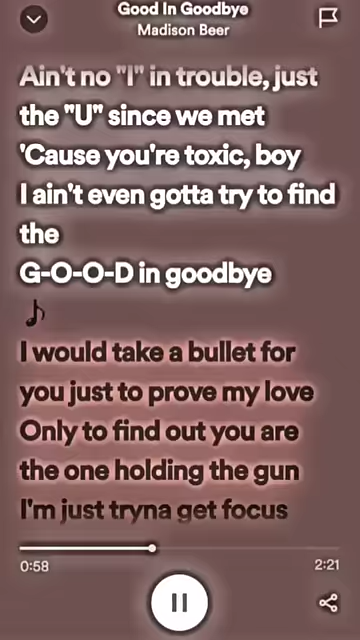 Good In Goodbye
Madison Beer
Ain't no "I" in trouble, just
the "U" since we met
'Cause you're toxic, boy
I ain't even gotta try to find
the
G-O-O-D in goodbye
♪
I would take a bullet for
you just to prove my love
Only to find out you are
the one holding the gun
I'm just tryna get focus
0:58
2:21